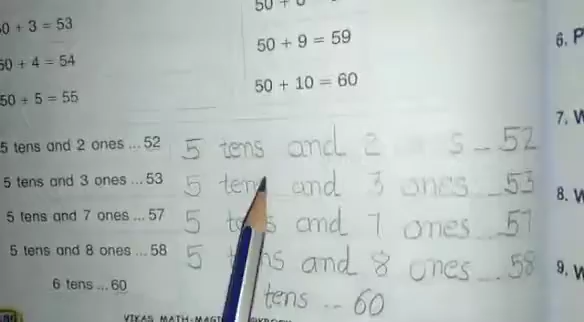 50 + 3 = 53
50 + 4 = 54
50 + 5 = 55
50 + 9 = 59
50 + 10 = 60
5 tens and 2 ones ... 52 5 tens and 2 s .. 52
5 tens and 3 ones ... 53 5 tens and 3 ones .. 53
5 tens and 7 ones ... 57 5 tens and 7 ones .. 57
5 tens and 8 ones ... 58 5 tens and 8 ones .. 58
6 tens ... 60 tens .. 60
6. P
7. W
8. W
9. W
VIKAS MATH-MAGI